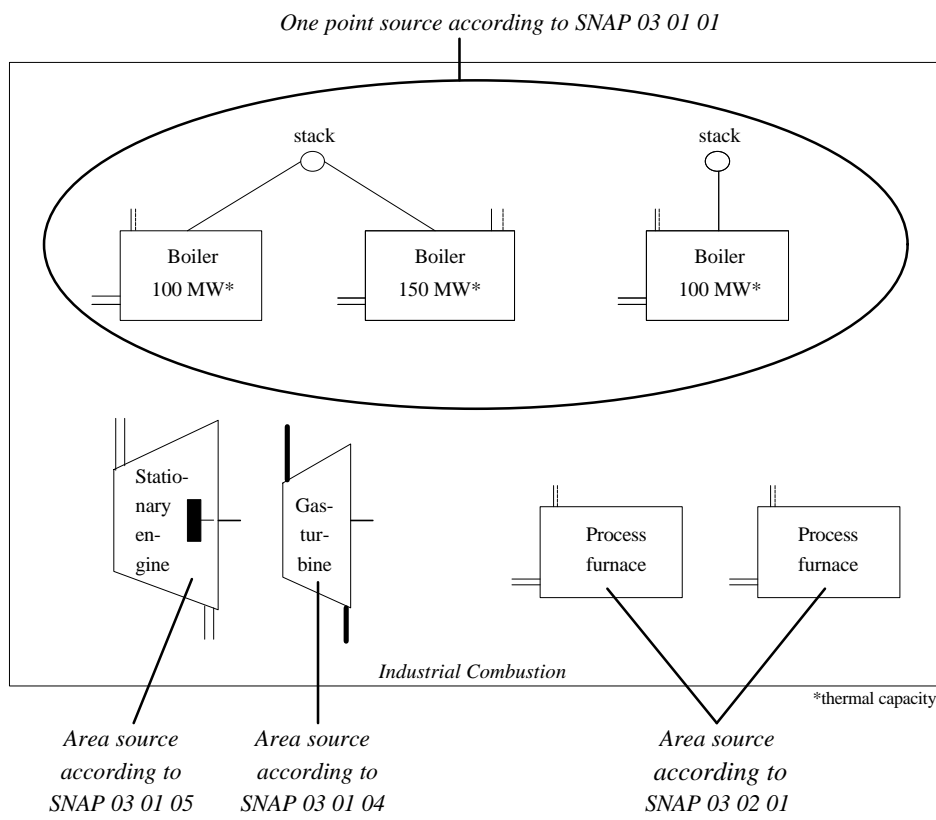 One point source according to SNAP 03 01 01
stack
stack
Boiler
100 MW*
Boiler
150 MW*
Boiler
100 MW*
Statio-
nary
en-
gine
Gas-
tur-
bine
Process
furnace
Process
furnace
Industrial Combustion
*thermal capacity
Area source
according to
SNAP 03 01 05
Area source
according to
SNAP 03 01 04
Area source
according to
SNAP 03 02 01